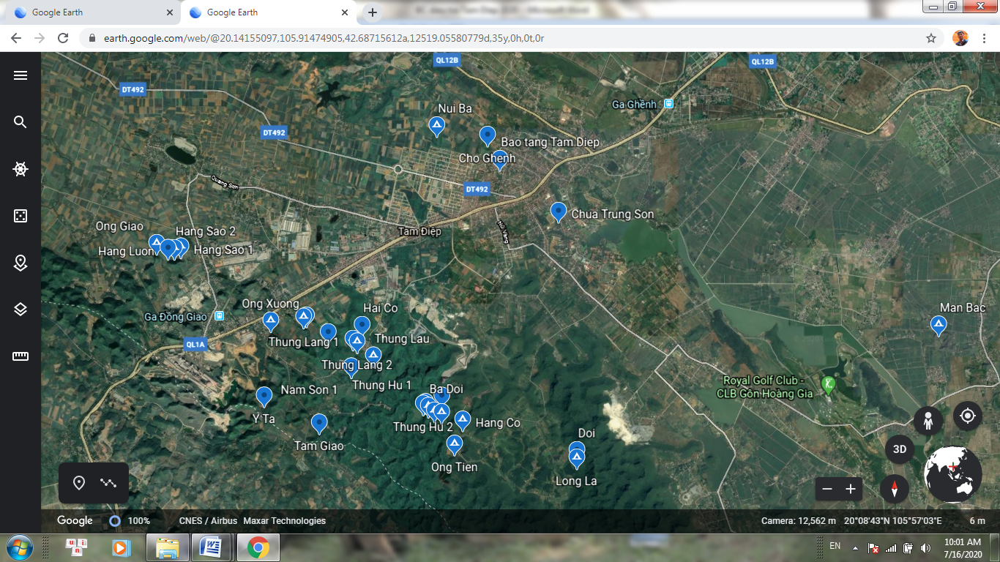 Google Earth
Google Earth
earth.google.com/web/@20.14155097,105.91474905,42.68715612a,12519.05580779d,35y,0h,0t,0r
QL12B
QL12B
DT492
Ga Ghềnh
Nui Ba
DT492
Bao tang Tam Diep
Cho Ghenh
Quang Sơn
DT492
Chua Trung Son
Ong Giao
Hang Sao 2
Tam Điệp
Hang Luon
Hang Sao 1
Ong Xuong
Hai Co
Man Bac
Ga Đồng Giao
Thung Lang 1
Thung Lau
QL1A
Thung Lang 2
Nam Son 1
Thung Hu 1
Ba Doi
Royal Golf Club -
CLB Gôn Hoàng Gia
Ý Ta
Thung Hu 2
Hang Co
Tam Giao
Doi
3D
Ong Tien
Long La
Google
100%
CNES / Airbus Maxar Technologies
Camera: 12,562 m 20°08'43"N 105°57'03"E
6 m
EN
10:01 AM
7/16/2020